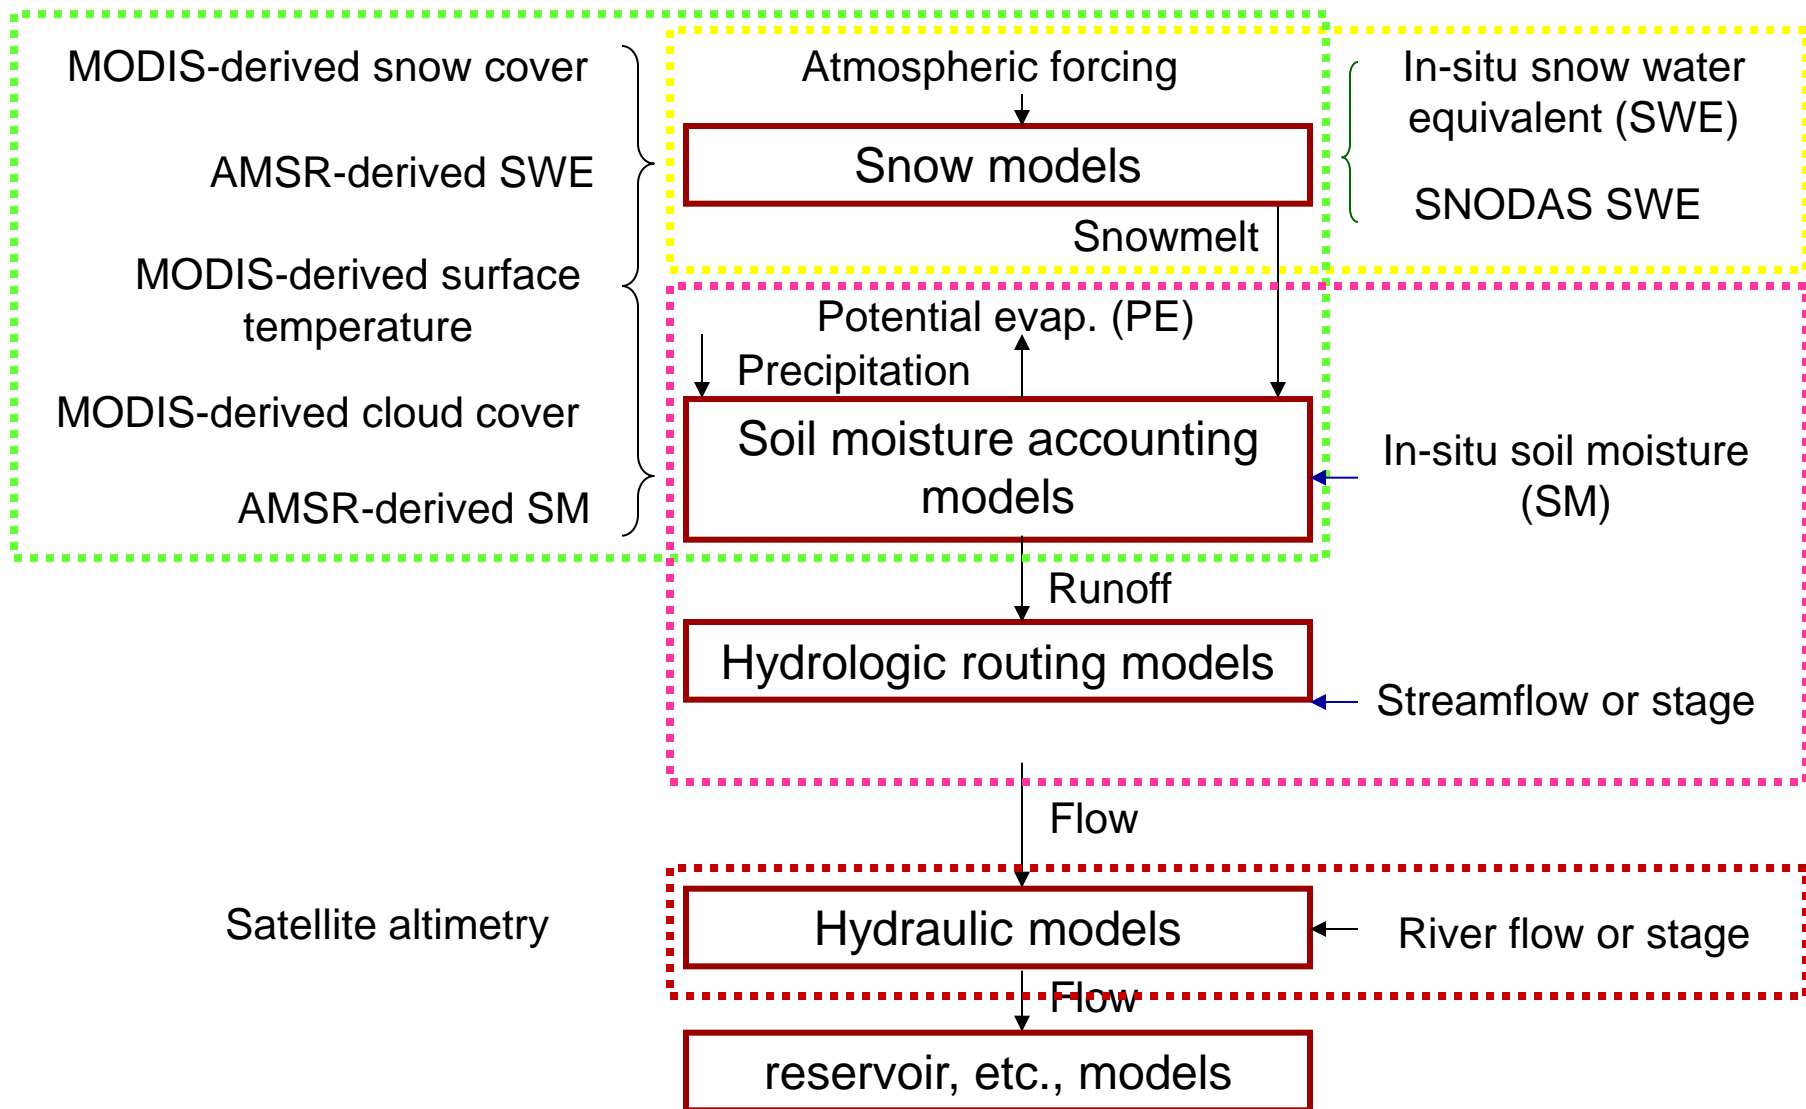 MODIS-derived snow cover
AMSR-derived SWE
MODIS-derived surface
temperature
MODIS-derived cloud cover
AMSR-derived SM
Atmospheric forcing
Snow models
Snowmelt
In-situ snow water
equivalent (SWE)
SNODAS SWE
Potential evap. (PE)
Precipitation
Soil moisture accounting
models
In-situ soil moisture
(SM)
Runoff
Hydrologic routing models
Streamflow or stage
Flow
Satellite altimetry
Hydraulic models
River flow or stage
Flow
reservoir, etc., models